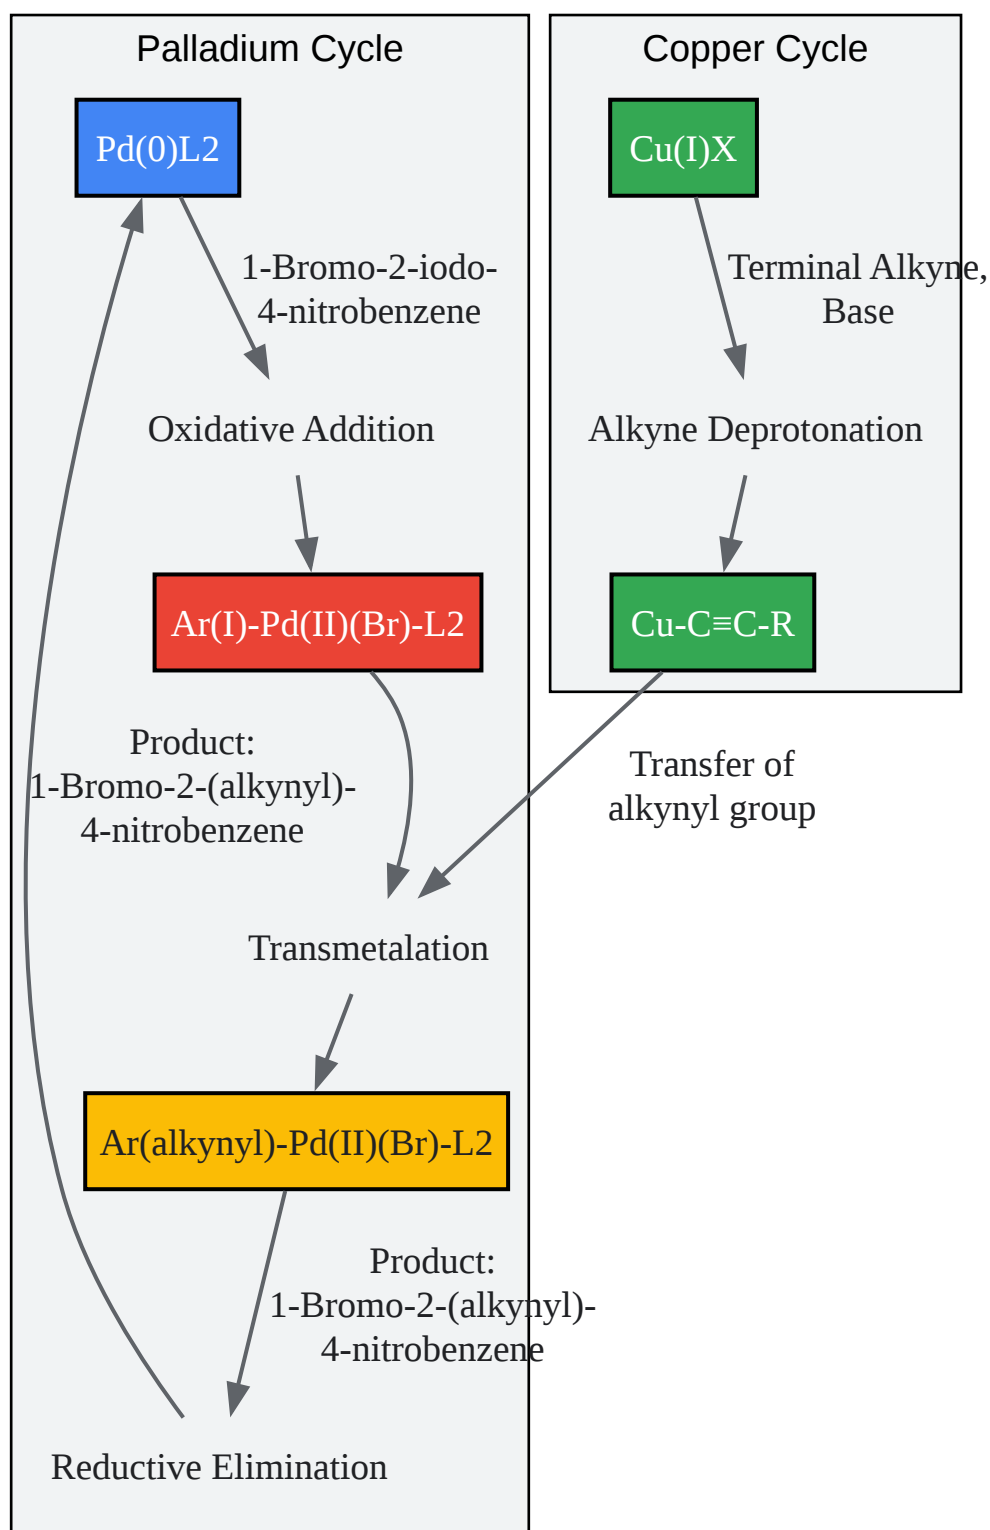 Palladium Cycle
Pd(0)L2
1-Bromo-2-iodo-
4-nitrobenzene
Oxidative Addition
Ar(I)-Pd(II)(Br)-L2
Product:
1-Bromo-2-(alkynyl)-
4-nitrobenzene
Transmetalation
Ar(alkynyl)-Pd(II)(Br)-L2
Product:
1-Bromo-2-(alkynyl)-
4-nitrobenzene
Reductive Elimination
Copper Cycle
Cu(I)X
Terminal Alkyne,
Base
Alkyne Deprotonation
Cu-C≡C-R
Transfer of
alkynyl group